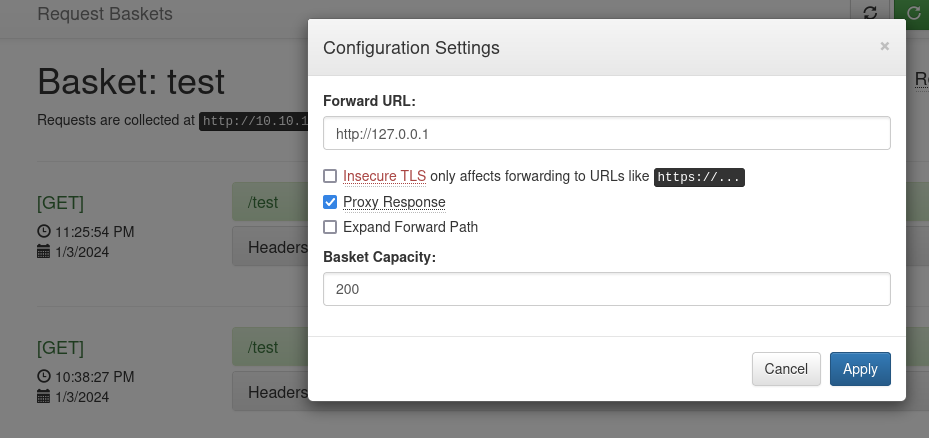 Request Baskets
Configuration Settings
×
Basket: test
Requests are collected at http://10.10.1
Forward URL:
http://127.0.0.1
Insecure TLS only affects forwarding to URLs like https://...
Proxy Response
Expand Forward Path
Basket Capacity:
200
Cancel
Apply
[GET]
11:25:54 PM
1/3/2024
/test
Headers
[GET]
10:38:27 PM
1/3/2024
/test
Headers